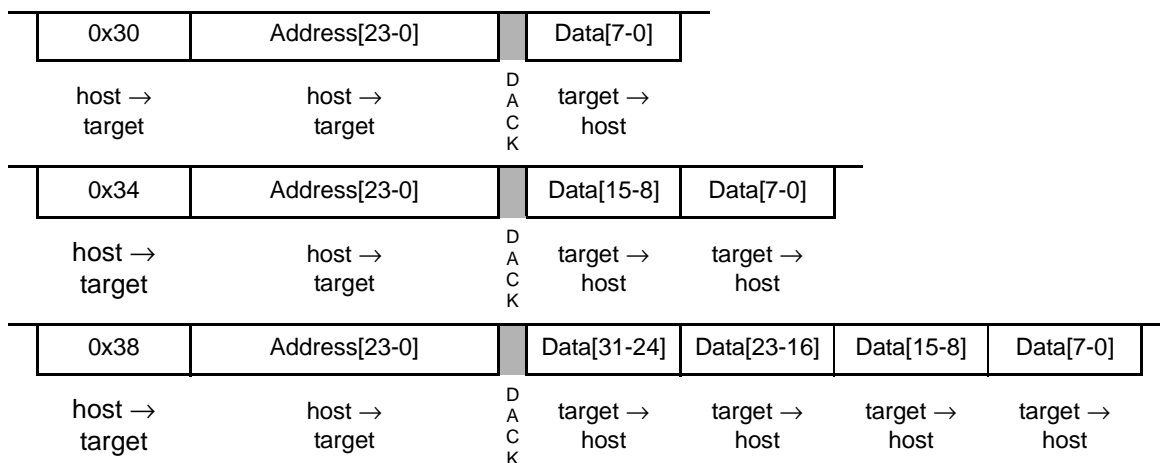 0x30 Address[23-0] Data[7-0]
host → host → D A C K target →
target target host
0x34 Address[23-0] Data[15-8] Data[7-0]
host → host → D A C K target → target →
target target host host
0x38 Address[23-0] Data[31-24] Data[23-16] Data[15-8] Data[7-0]
host → host → D A C K target → target → target → target →
target target host host host host